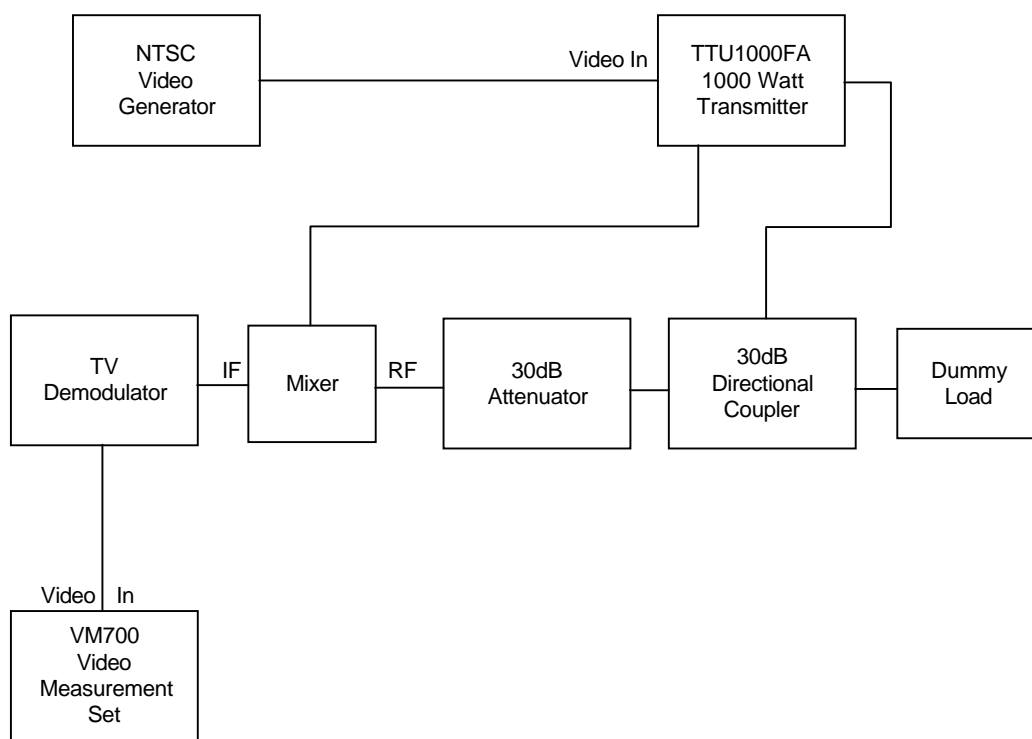 NTSC
Video
Generator
Video In
TTU1000FA
1000 Watt
Transmitter
TV
Demodulator
IF
Mixer
RF
30dB
Attenuator
30dB
Directional
Coupler
Dummy
Load
Video In
VM700
Video
Measurement
Set